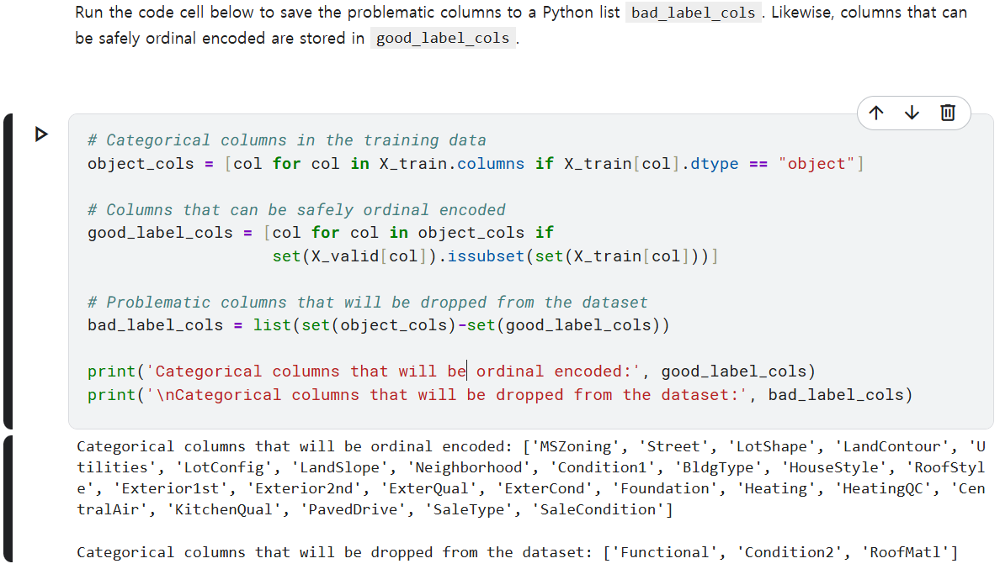 Run the code cell below to save the problematic columns to a Python list bad_label_cols . Likewise, columns that can
be safely ordinal encoded are stored in good_label_cols .
# Categorical columns in the training data
object_cols = [col for col in X_train.columns if X_train[col].dtype == "object"]
# Columns that can be safely ordinal encoded
good_label_cols = [col for col in object_cols if
set(X_valid[col]).issubset(set(X_train[col]))]
# Problematic columns that will be dropped from the dataset
bad_label_cols = list(set(object_cols)-set(good_label_cols))
print('Categorical columns that will be ordinal encoded:', good_label_cols)
print('\nCategorical columns that will be dropped from the dataset:', bad_label_cols)
Categorical columns that will be ordinal encoded: ['MSZoning', 'Street', 'LotShape', 'LandContour', 'U
tilities', 'LotConfig', 'LandSlope', 'Neighborhood', 'Condition1', 'BldgType', 'HouseStyle', 'RoofStyl
e', 'Exterior1st', 'Exterior2nd', 'ExterQual', 'ExterCond', 'Foundation', 'Heating', 'HeatingQC', 'Cen
tralAir', 'KitchenQual', 'PavedDrive', 'SaleType', 'SaleCondition']
Categorical columns that will be dropped from the dataset: ['Functional', 'Condition2', 'RoofMatl']